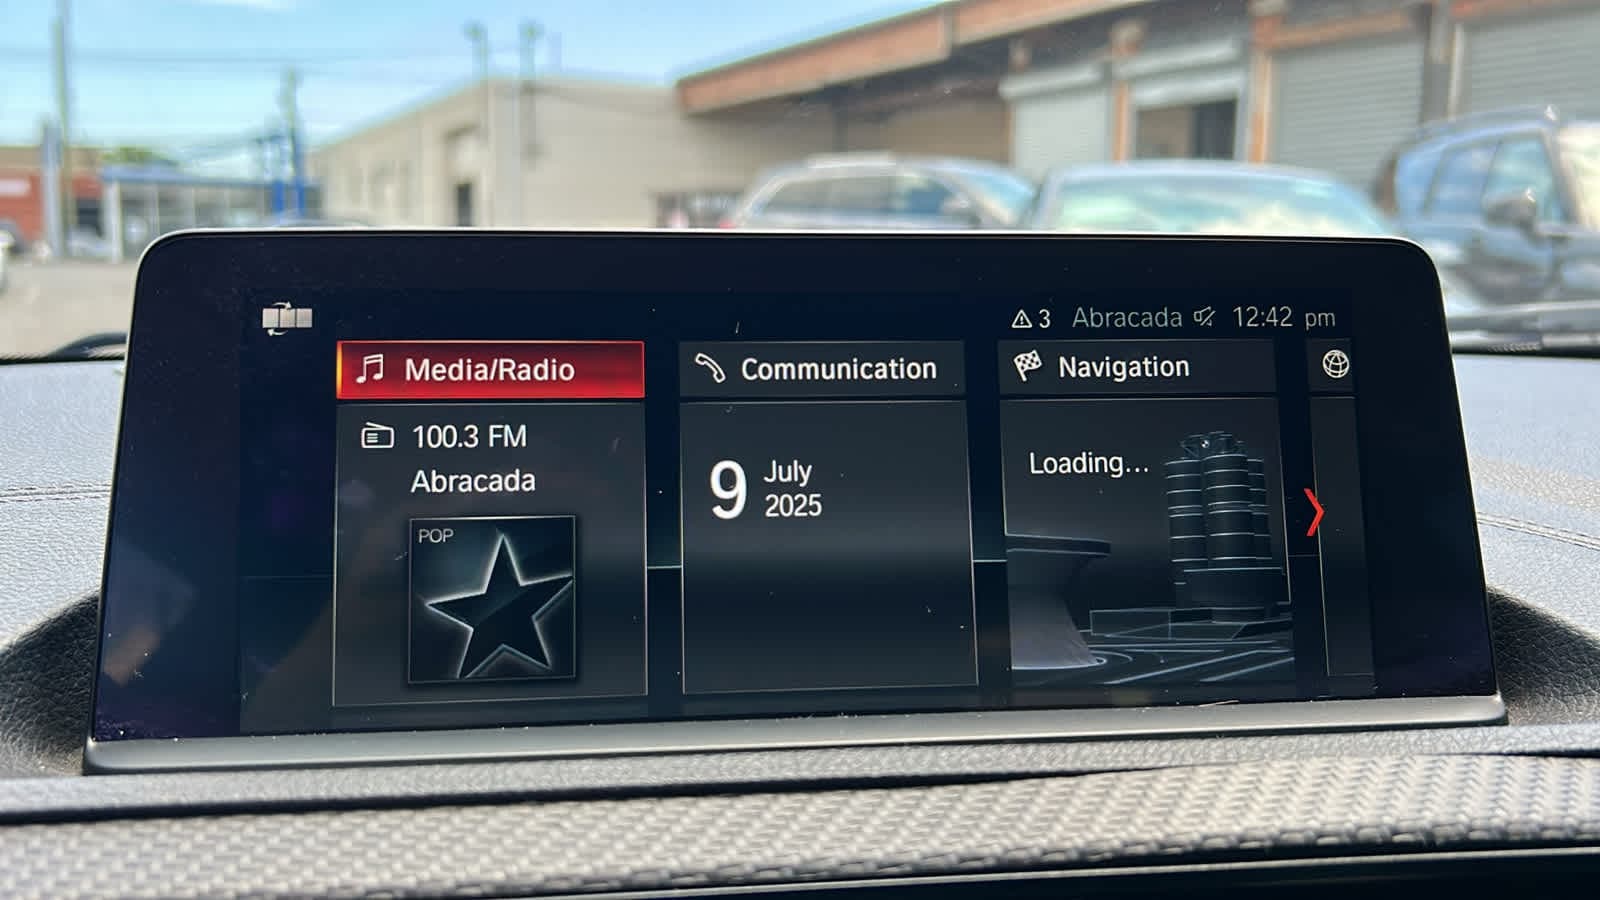 3 Abracada 12:42 pm
Media/Radio
100.3 FM
Abracada
POP
Communication
9 July
2025
Navigation
Loading...